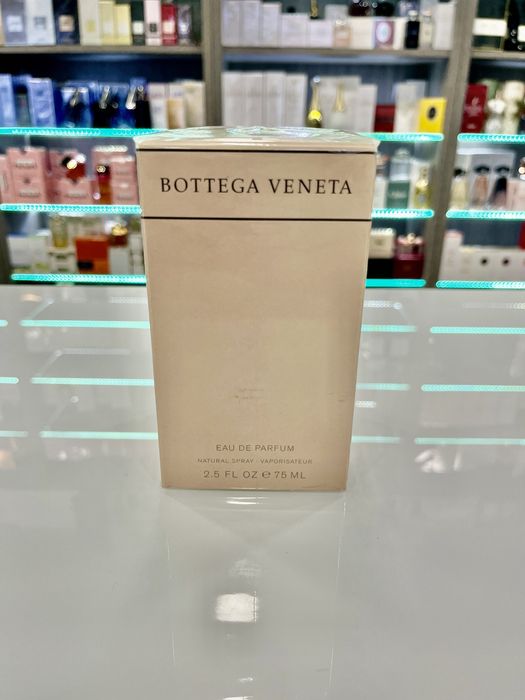 BOTTEGA VENETA
EAU DE PARFUM
NATURAL SPRAY · VAPORISATEUR
2.5 FL OZ ℮ 75 ML